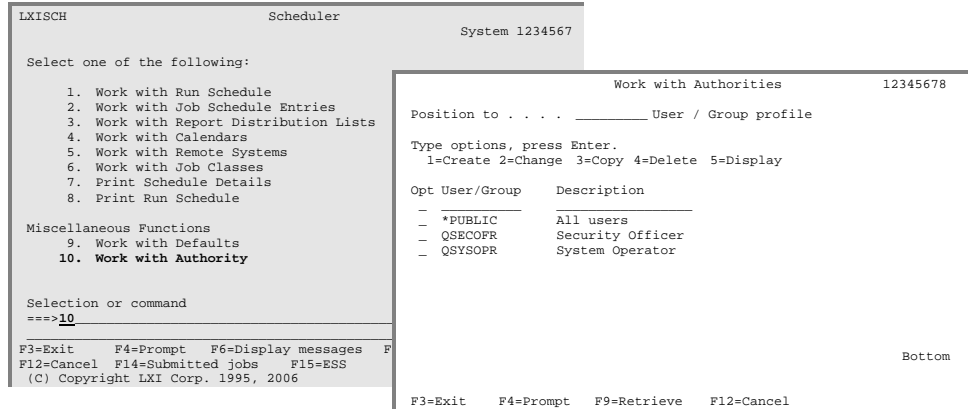 LXISCH Scheduler
System 1234567
Select one of the following:
1. Work with Run Schedule
2. Work with Job Schedule Entries
3. Work with Report Distribution Lists
4. Work with Calendars
5. Work with Remote Systems
6. Work with Job Classes
7. Print Schedule Details
8. Print Run Schedule
Miscellaneous Functions
9. Work with Defaults
10. Work with Authority
Selection or command
===>10
F3=Exit F4=Prompt F6=Display messages F
F12=Cancel F14=Submitted jobs F15=ESS
(C) Copyright LXI Corp. 1995, 2006
Work with Authorities 12345678
Position to . . . . _________ User / Group profile
Type options, press Enter.
1=Create 2=Change 3=Copy 4=Delete 5=Display
Opt User/Group Description
_ __________ _________________
_ *PUBLIC All users
_ QSECOFR Security Officer
_ QSYSOPR System Operator
Bottom
F3=Exit F4=Prompt F9=Retrieve F12=Cancel